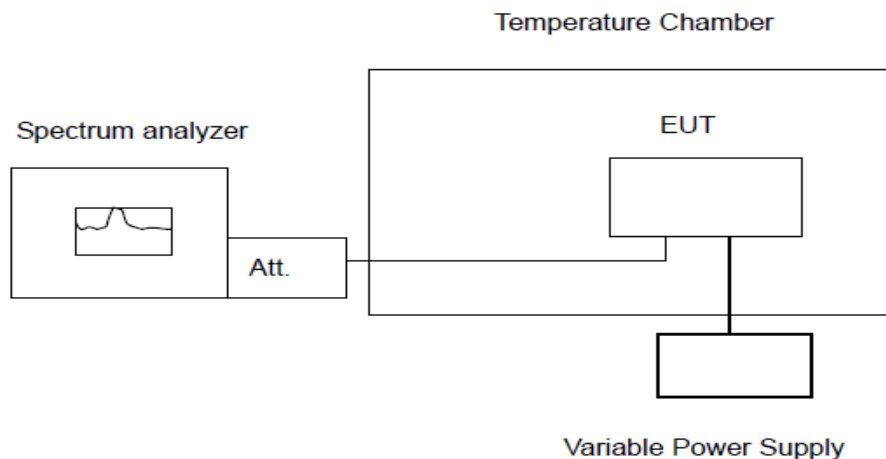 Temperature Chamber
Spectrum analyzer
EUT
Att.
Variable Power Supply